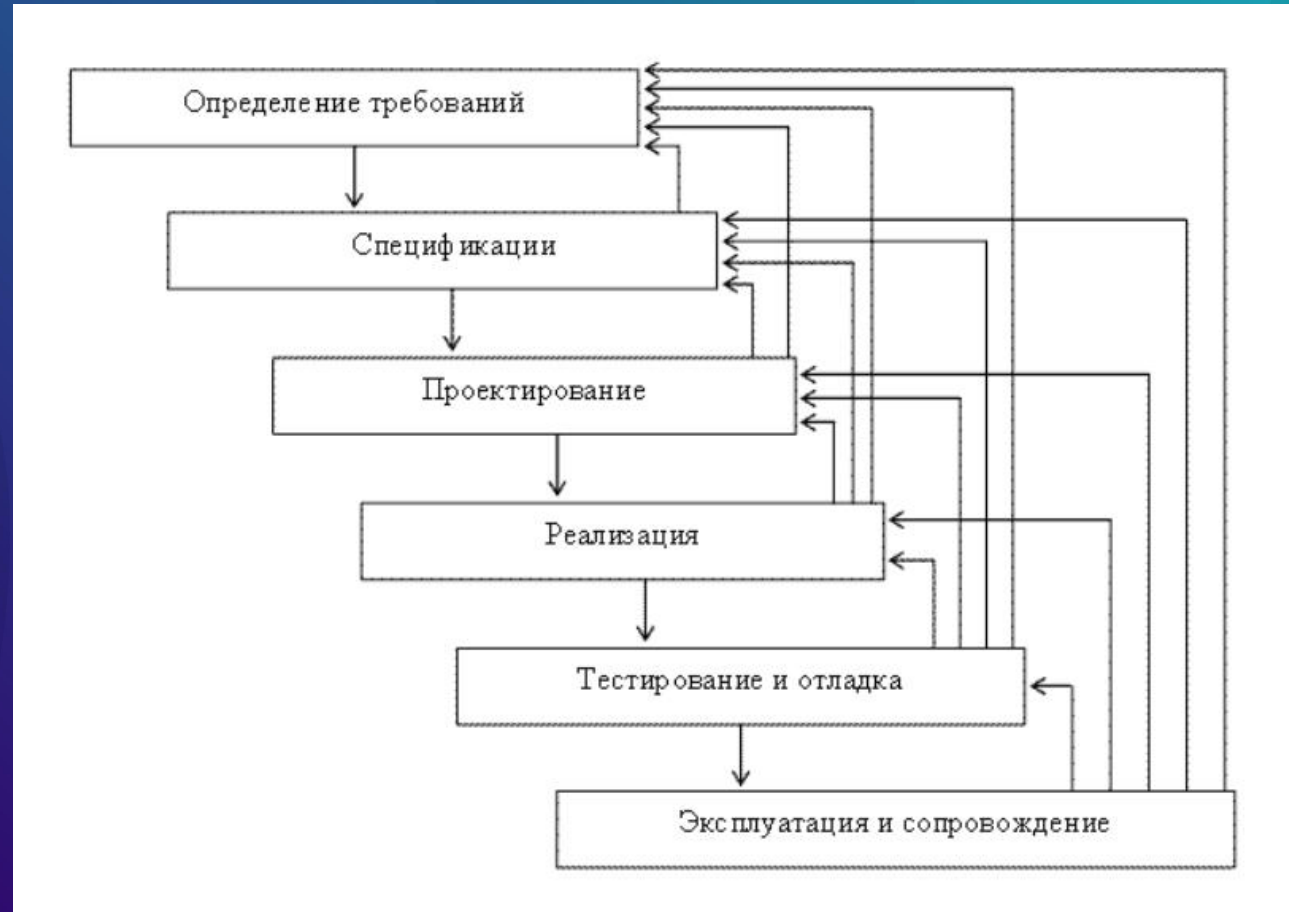 Определение требований
Спецификации
Проектирование
Реализация
Тестирование и отладка
Эксплуатация и сопровождение